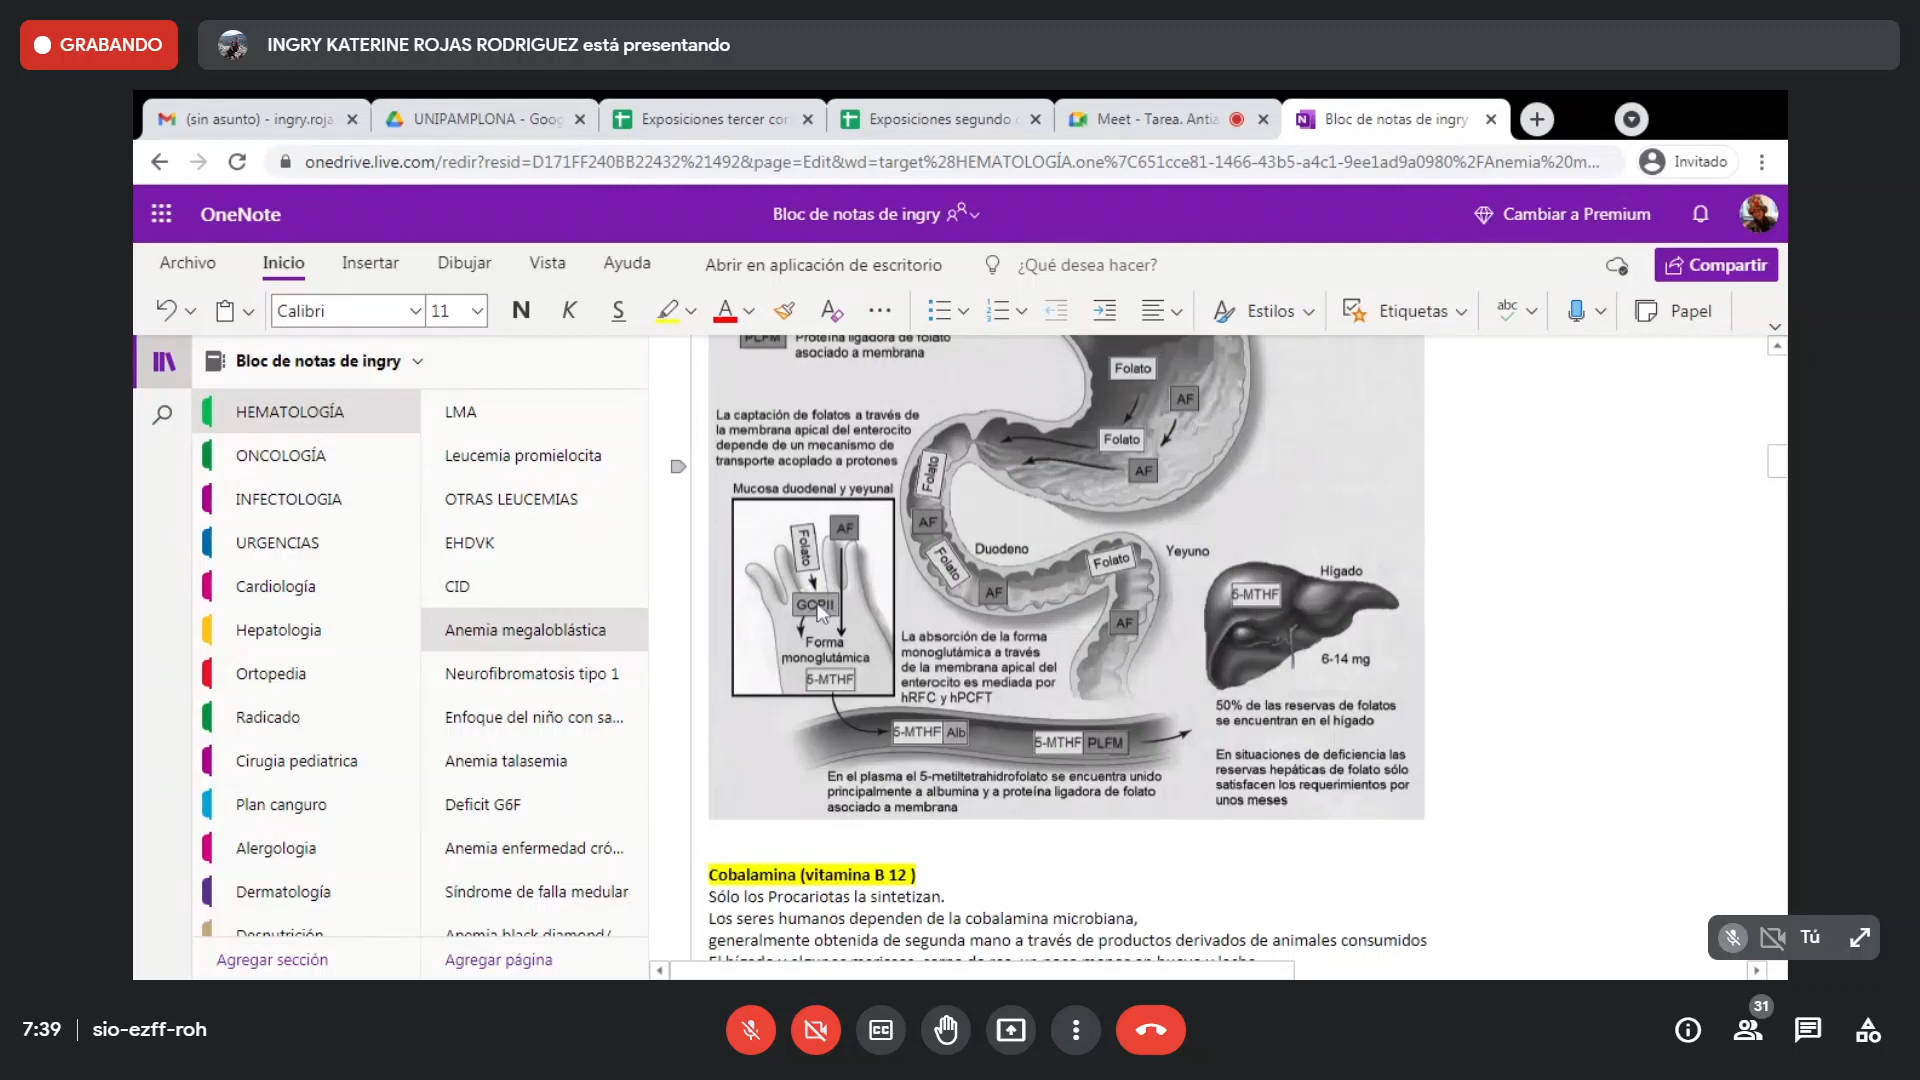 GRABANDO
INGRY KATERINE ROJAS RODRIGUEZ está presentando
(sin asunto) - ingry.roja
UNIPAMPLONA - Goog
Exposiciones tercer cor
Exposiciones segundo
Meet - Tarea. Antia
Bloc de notas de ingry
onedrive.live.com/redir?resid=D171FF240BB22432%21492&page=Edit&wd=target%28HEMATOLOGÍA.one%7C651cce81-1466-43b5-a4c1-9ee1ad9a0980%2FAnemia%20m...
Invitado
OneNote
Bloc de notas de ingry
Cambiar a Premium
Archivo
Inicio
Insertar
Dibujar
Vista
Ayuda
Abrir en aplicación de escritorio
¿Qué desea hacer?
Compartir
Calibri
11
N
K
S
A
A
...
Estilos
Etiquetas
abc
Papel
Bloc de notas de ingry
HEMATOLOGÍA
ONCOLOGÍA
INFECTOLOGIA
URGENCIAS
Cardiología
Hepatologia
Ortopedia
Radicado
Cirugia pediatrica
Plan canguro
Alergologia
Dermatología
Desnutrición
Agregar sección
LMA
Leucemia promielocita
OTRAS LEUCEMIAS
EHDVK
CID
Anemia megaloblástica
Neurofibromatosis tipo 1
Enfoque del niño con sa...
Anemia talasemia
Deficit G6F
Anemia enfermedad cró...
Síndrome de falla medular
Anemia black diamond/
Agregar página
PLFM
Proteína ligadora de folato
asociado a membrana
La captación de folatos a través de
la membrana apical del enterocito
depende de un mecanismo de
transporte acoplado a protones
Mucosa duodenal y yeyunal
Folato
AF
GCPII
Forma
monoglutámica
5-MTHF
Folato
AF
Folato
AF
Folato
AF
Folato
AF
Duodeno
Folato
Yeyuno
AF
La absorción de la forma
monoglutámica a través
de la membrana apical del
enterocito es mediada por
hRFC y hPCFT
5-MTHF Alb
5-MTHF PLFM
En el plasma el 5-metiltetrahidrofolato se encuentra unido
principalmente a albumina y a proteína ligadora de folato
asociado a membrana
Hígado
5-MTHF
6-14 mg
50% de las reservas de folatos
se encuentran en el hígado
En situaciones de deficiencia las
reservas hepáticas de folato sólo
satisfacen los requerimientos por
unos meses
Cobalamina (vitamina B 12 )
Sólo los Procariotas la sintetizan.
Los seres humanos dependen de la cobalamina microbiana,
generalmente obtenida de segunda mano a través de productos derivados de animales consumidos
Tú
7:39
sio-ezff-roh
CC
31